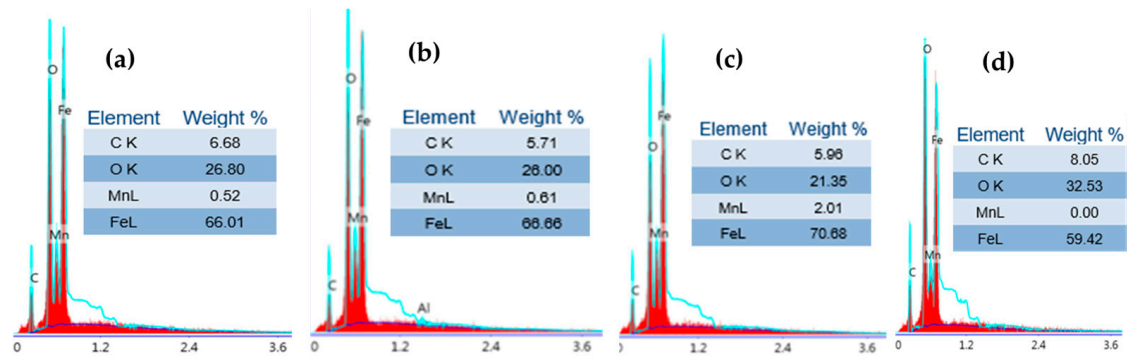 (a)
O
Fe
Mn
C
Element Weight %
C K 6.68
O K 26.80
MnL 0.52
FeL 66.01
0 1.2 2.4 3.6
(b)
O
Fe
Mn
C
Al
Element Weight %
C K 5.71
O K 26.00
MnL 0.61
FeL 66.66
0 1.2 2.4 3.6
(c)
O
Fe
Mn
C
Element Weight %
C K 5.96
O K 21.35
MnL 2.01
FeL 70.68
0 1.2 2.4 3.6
(d)
O
Fe
Mn
C
Element Weight %
C K 8.05
O K 32.53
MnL 0.00
FeL 59.42
0 1.2 2.4 3.6